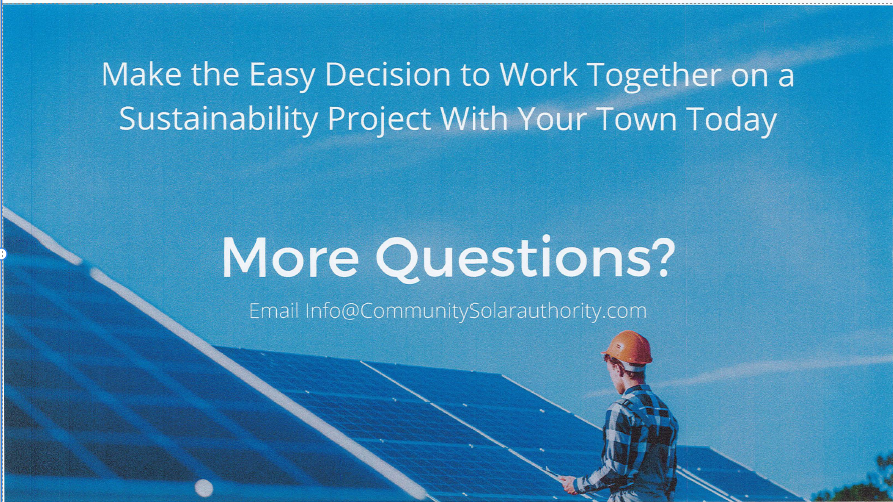 Make the Easy Decision to Work Together on a
Sustainability Project With Your Town Today
More Questions?
Email Info@CommunitySolarauthority.com